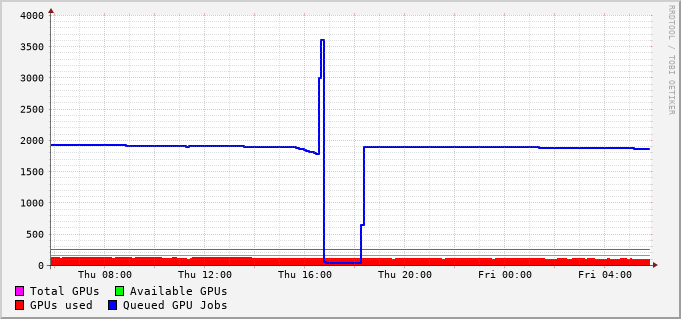 4000
3500
3000
2500
2000
1500
1000
500
0
Thu 08:00 Thu 12:00 Thu 16:00 Thu 20:00 Fri 00:00 Fri 04:00
Total GPUs Available GPUs
GPUs used Queued GPU Jobs
RRDTOOL / TOBI OETIKER